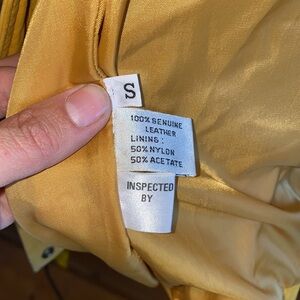 S
100% GENUINE
LEATHER
LINING:
50% NYLON
50% ACETATE
INSPECTED
BY